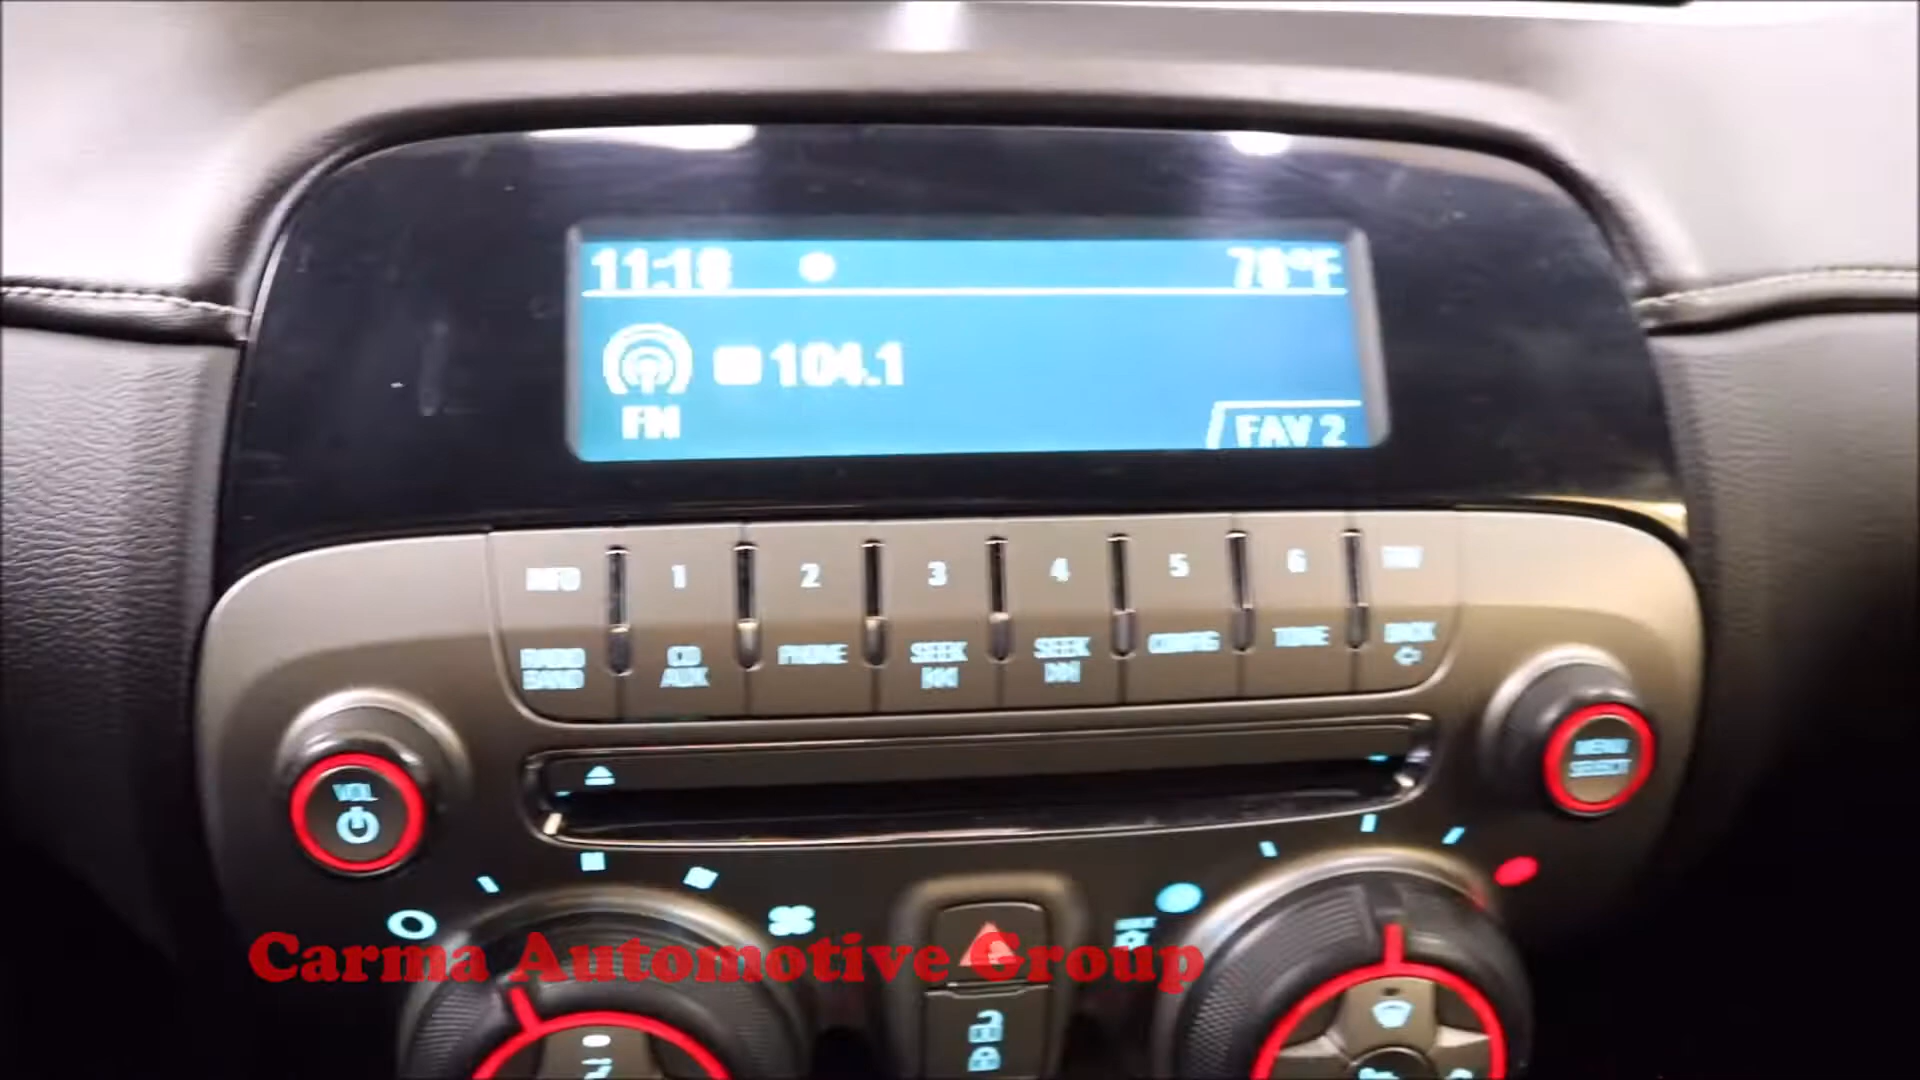 11:18
104.1
FM
FAV 2
INFO 1 2 3 4 5 6 FAV
RADIO BAND
CD AUX
PHONE
SEEK
SEEK
CONFIG
TONE
BACK
VOL
MENU SELECT
Carma Automotive Group